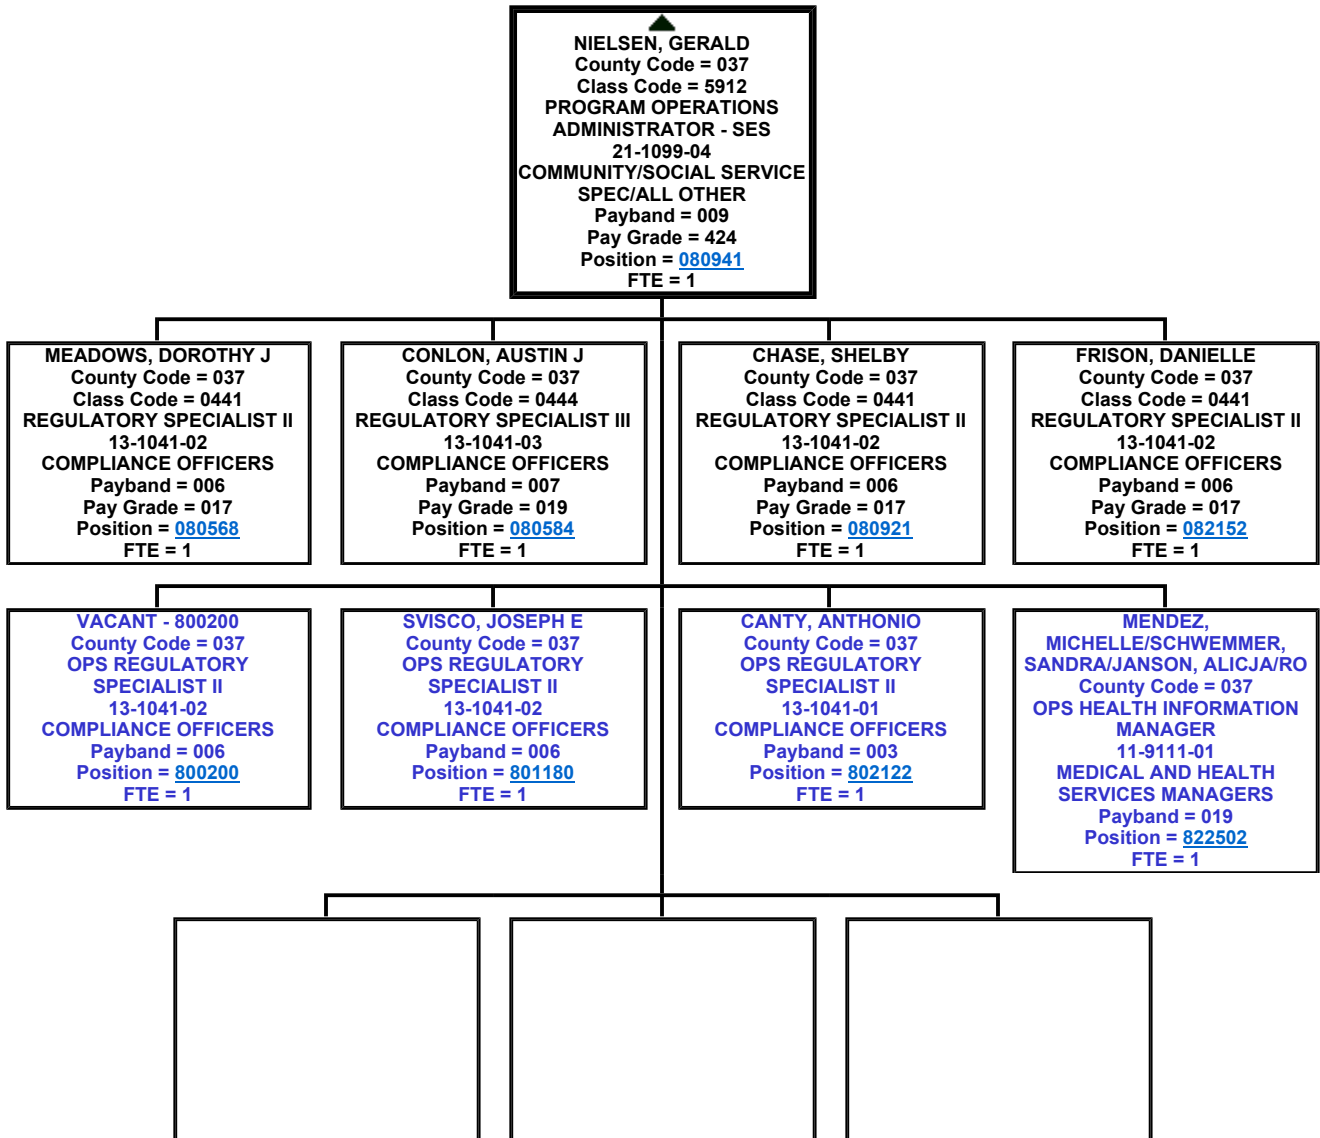 NIELSEN, GERALD
County Code = 037
Class Code = 5912
PROGRAM OPERATIONS
ADMINISTRATOR - SES
21-1099-04
COMMUNITY/SOCIAL SERVICE
SPEC/ALL OTHER
Payband = 009
Pay Grade = 424
Position = 080941
FTE = 1
MEADOWS, DOROTHY J
County Code = 037
Class Code = 0441
REGULATORY SPECIALIST II
13-1041-02
COMPLIANCE OFFICERS
Payband = 006
Pay Grade = 017
Position = 080568
FTE = 1
CONLON, AUSTIN J
County Code = 037
Class Code = 0444
REGULATORY SPECIALIST III
13-1041-03
COMPLIANCE OFFICERS
Payband = 007
Pay Grade = 019
Position = 080584
FTE = 1
CHASE, SHELBY
County Code = 037
Class Code = 0441
REGULATORY SPECIALIST II
13-1041-02
COMPLIANCE OFFICERS
Payband = 006
Pay Grade = 017
Position = 080921
FTE = 1
FRISON, DANIELLE
County Code = 037
Class Code = 0441
REGULATORY SPECIALIST II
13-1041-02
COMPLIANCE OFFICERS
Payband = 006
Pay Grade = 017
Position = 082152
FTE = 1
VACANT - 800200
County Code = 037
OPS REGULATORY
SPECIALIST II
13-1041-02
COMPLIANCE OFFICERS
Payband = 006
Position = 800200
FTE = 1
SVISCO, JOSEPH E
County Code = 037
OPS REGULATORY
SPECIALIST II
13-1041-02
COMPLIANCE OFFICERS
Payband = 006
Position = 801180
FTE = 1
CANTY, ANTHONIO
County Code = 037
OPS REGULATORY
SPECIALIST II
13-1041-01
COMPLIANCE OFFICERS
Payband = 003
Position = 802122
FTE = 1
MENDEZ,
MICHELLE/SCHWEMMER,
SANDRA/JANSON, ALICJA/RO
County Code = 037
OPS HEALTH INFORMATION
MANAGER
11-9111-01
MEDICAL AND HEALTH
SERVICES MANAGERS
Payband = 019
Position = 822502
FTE = 1